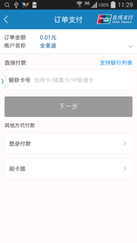 100% 11:29
订单支付
在线支付
订单金额 0.01元
商户名称 全渠道
直接付款 支持银行列表
银联卡号 信用卡/储蓄卡/中银通卡
下一步
其他方式付款
登录付款
刷卡器